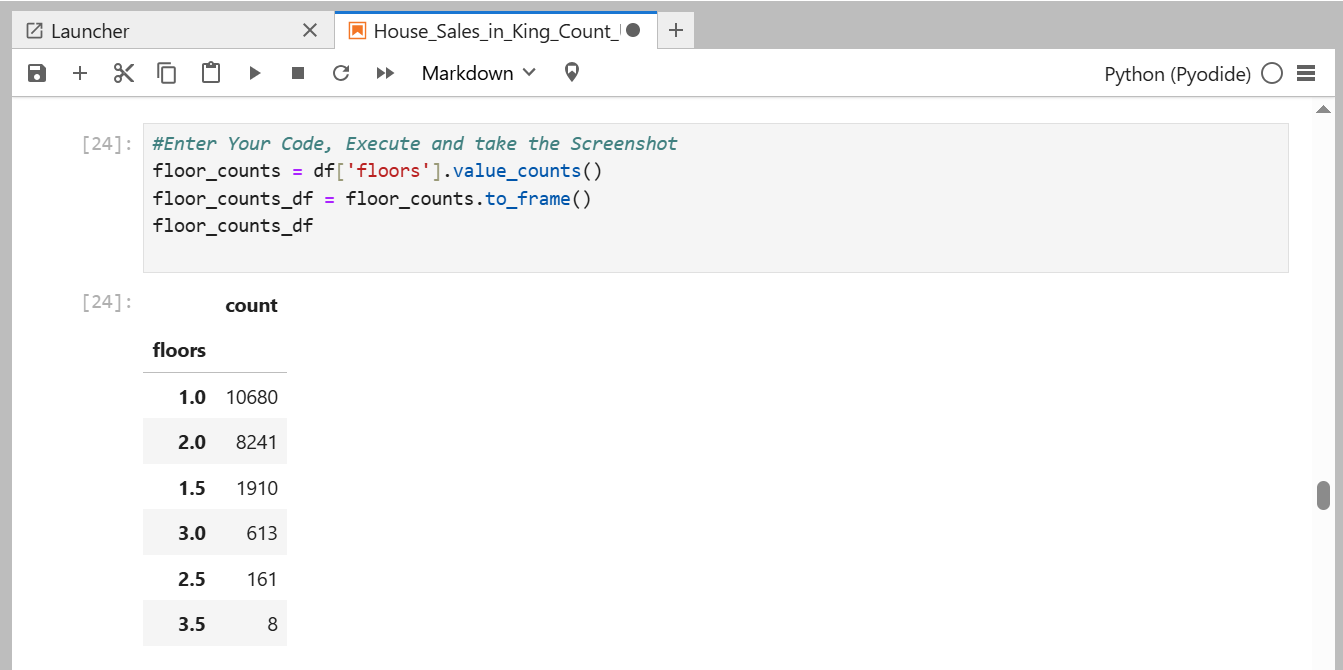 Launcher
House_Sales_in_King_Count_
Markdown
Python (Pyodide)
[24]:
#Enter Your Code, Execute and take the Screenshot
floor_counts = df['floors'].value_counts()
floor_counts_df = floor_counts.to_frame()
floor_counts_df
[24]:
count
floors
1.0 10680
2.0 8241
1.5 1910
3.0 613
2.5 161
3.5 8